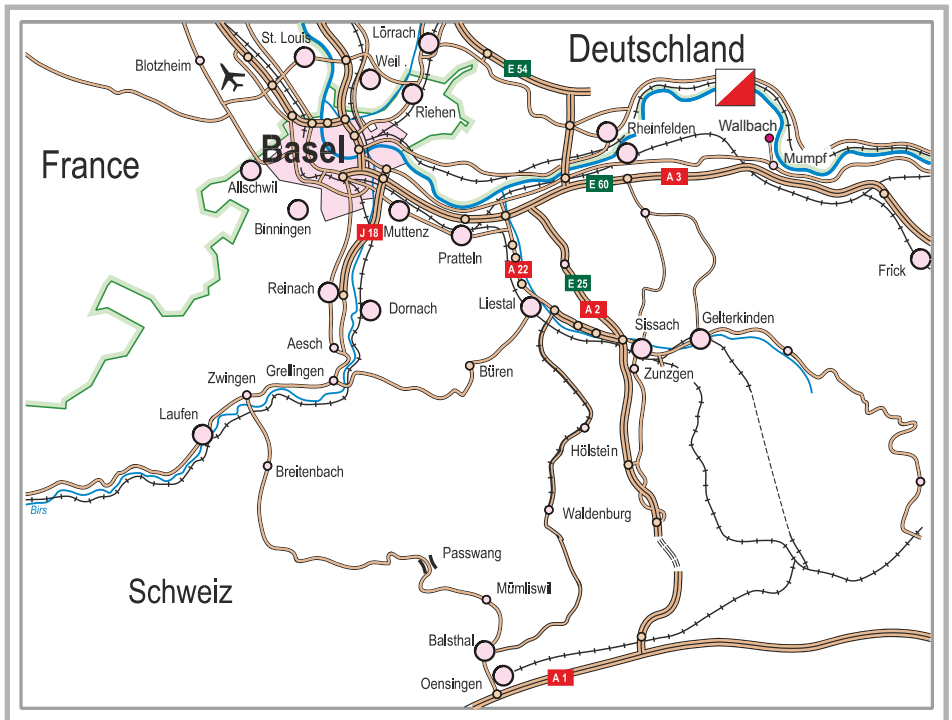 St. Louis
Lörrach
Deutschland
Blotzheim
Weil
E 54
Riehen
Rheinfelden
Wallbach
Basel
France
Mumpf
Allschwil
E 60
A 3
Binningen
J 18
Muttenz
Pratteln
A 22
Frick
E 25
Reinach
Dornach
Liestal
A 2
Sissach
Gelterkinden
Aesch
Grellingen
Büren
Zunzgen
Zwingen
Laufen
Hölstein
Breitenbach
Birs
Waldenburg
Passwang
Schweiz
Mümliswil
Balsthal
Oensingen
A 1